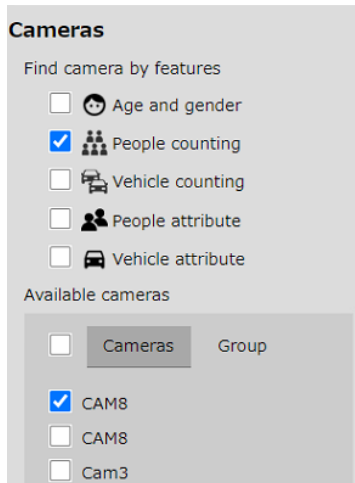 Cameras
Find camera by features
Age and gender
People counting
Vehicle counting
People attribute
Vehicle attribute
Available cameras
Cameras Group
CAM8
CAM8
Cam3